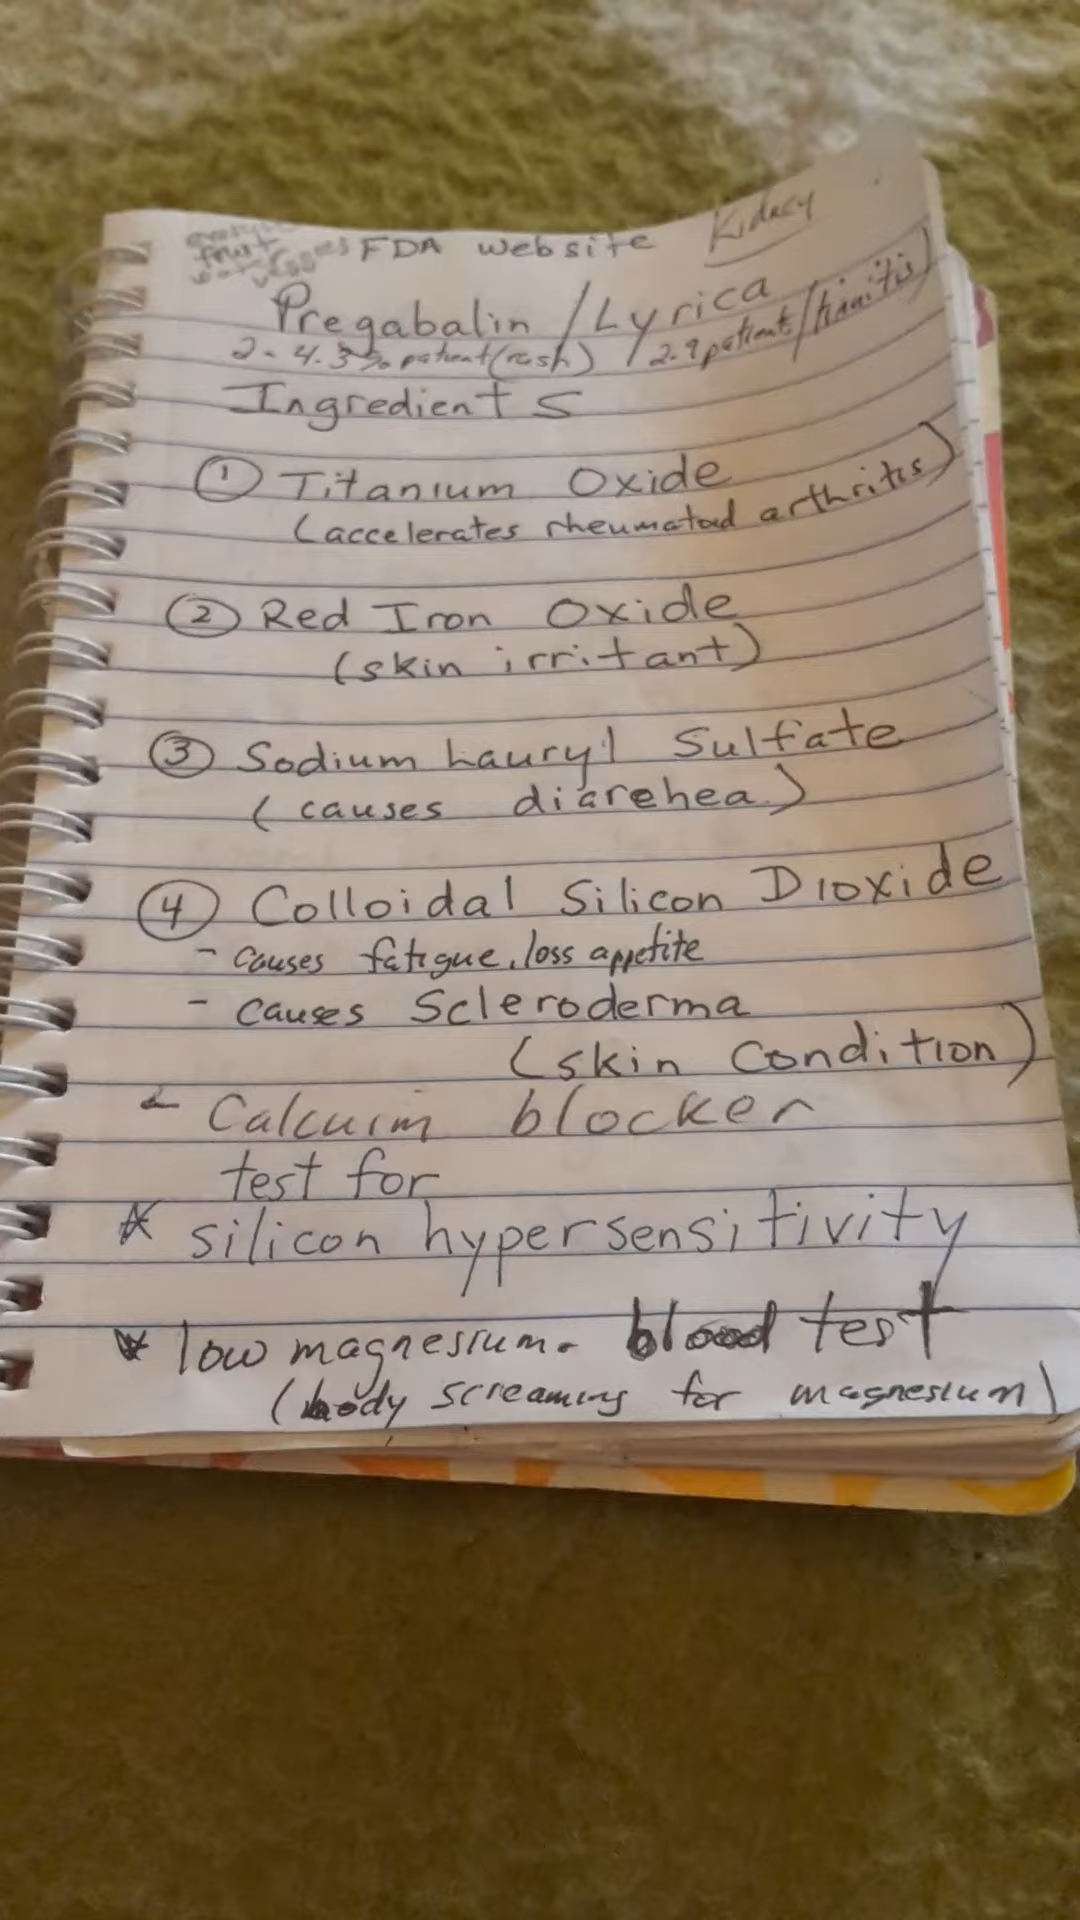 fruit
FDA website Kidney
Pregabalin / Lyrica
2-4.3% patient (rash) / 2.9 patient / tinnitis)
Ingredients
① Titanium Oxide
(accelerates rheumatoid arthritis)
② Red Iron Oxide
(skin irritant)
③ Sodium Lauryl Sulfate
( causes diarehea)
④ Colloidal Silicon Dioxide
- causes fatigue, loss appetite
- causes Scleroderma
(skin condition)
- Calcuim blocker
test for
* silicon hypersensitivity
* low magnesium - blood test
(body screaming for magnesium)